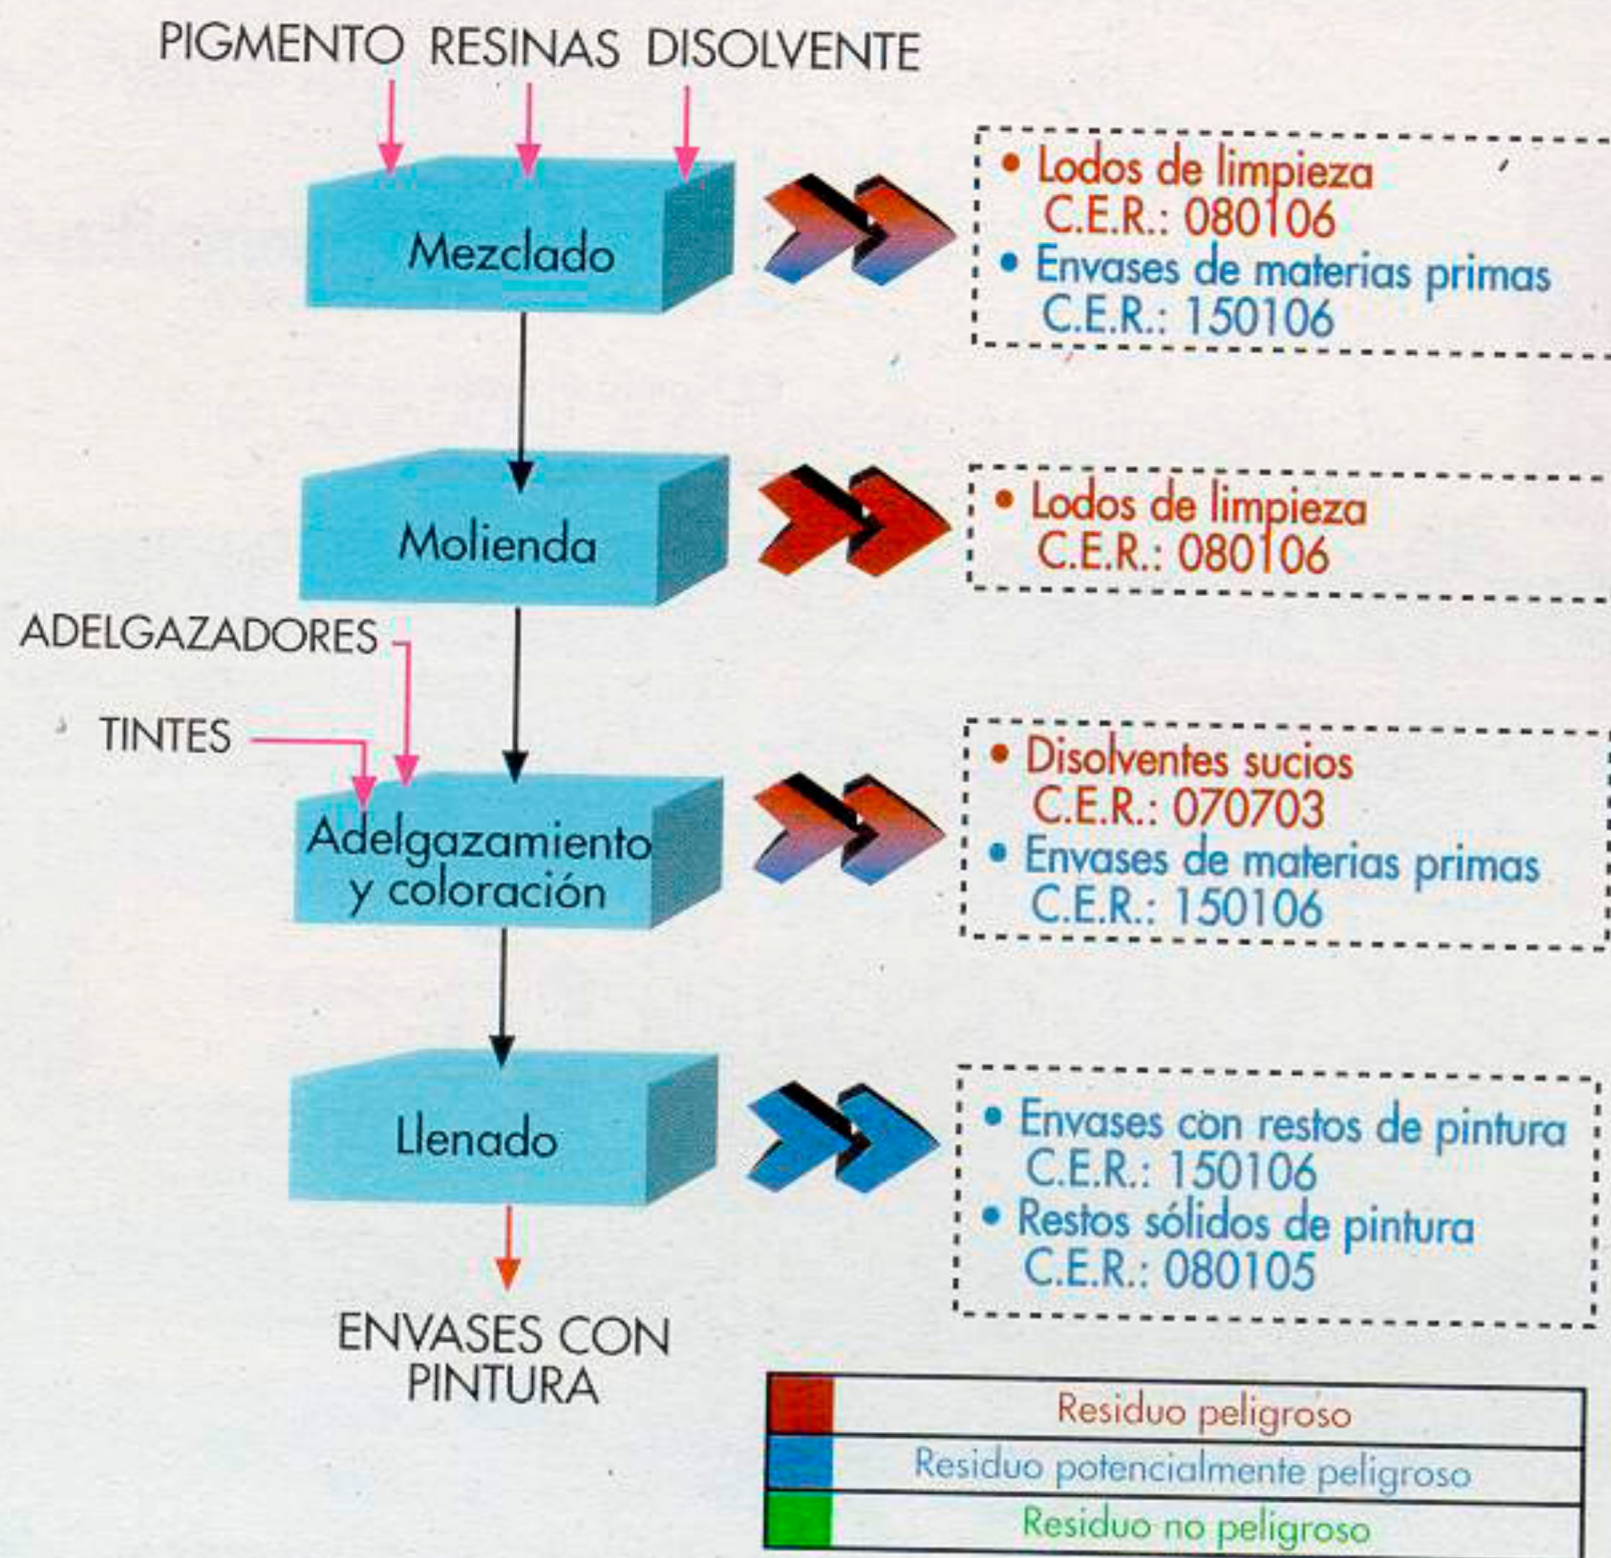 PIGMENTO RESINAS DISOLVENTE
Mezclado
• Lodos de limpieza
C.E.R.: 080106
• Envases de materias primas
C.E.R.: 150106
Molienda
• Lodos de limpieza
C.E.R.: 080106
ADELGAZADORES
TINTES
Adelgazamiento
y coloración
• Disolventes sucios
C.E.R.: 070703
• Envases de materias primas
C.E.R.: 150106
Llenado
• Envases con restos de pintura
C.E.R.: 150106
• Restos sólidos de pintura
C.E.R.: 080105
ENVASES CON
PINTURA
Residuo peligroso
Residuo potencialmente peligroso
Residuo no peligroso